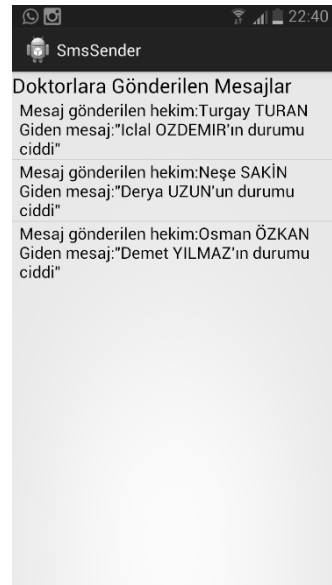 22:40
SmsSender
Doktorlara Gönderilen Mesajlar
Mesaj gönderilen hekim:Turgay TURAN
Giden mesaj:"Iclal OZDEMIR'ın durumu
ciddi"
Mesaj gönderilen hekim:Neşe SAKİN
Giden mesaj:"Derya UZUN'un durumu
ciddi"
Mesaj gönderilen hekim:Osman ÖZKAN
Giden mesaj:"Demet YILMAZ'ın durumu
ciddi"